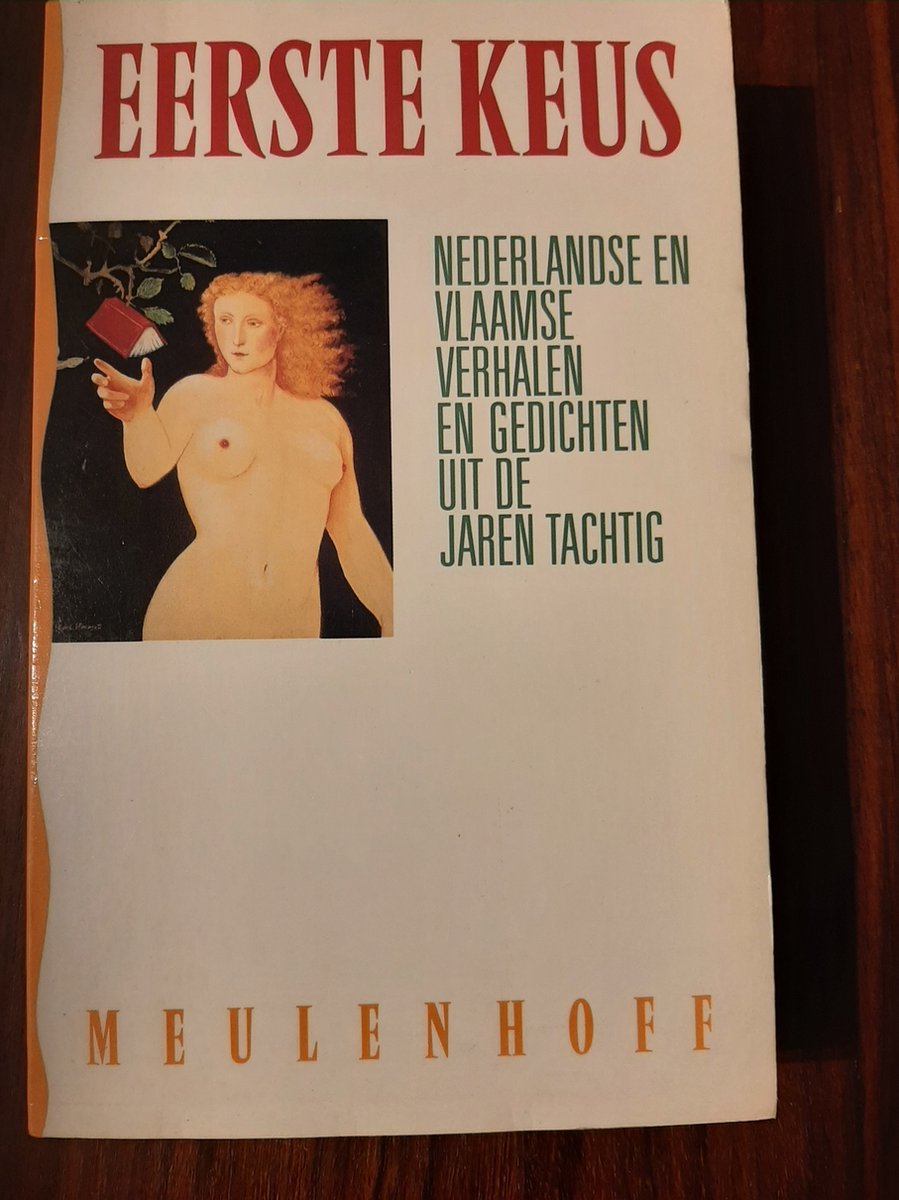 EERSTE KEUS
NEDERLANDSE EN
VLAAMSE
VERHALEN
EN GEDICHTEN
UIT DE
JAREN TACHTIG
MEULENHOFF